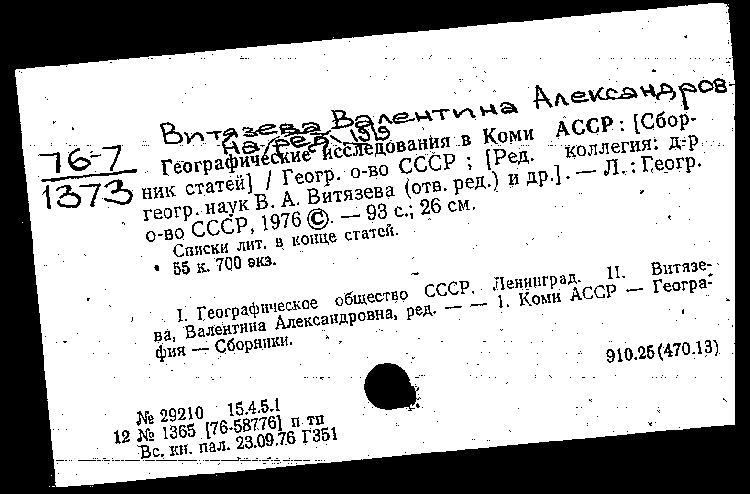 Витязева Валентина Александров-
На ред 1919
76-7
1373
Географические исследования в Коми АССР : [Сбор-
ник статей] / Геогр. о-во СССР ; [Ред. коллегия: д-р
геогр. наук В. А. Витязева (отв. ред.) и др.]. — Л. : Геогр.
о-во СССР, 1976 ©. — 93 с.; 26 см.
Списки лит. в конце статей.
55 к. 700 экз.
I. Географическое общество СССР. Ленинград. II. Витязе-
ва, Валентина Александровна, ред. — — 1. Коми АССР — Геогра-
фия — Сборники.
910.25(470.13)
№ 29210 15.4.5.1
12 № 1365 [76-58776] п тп
Вс. кн. пал. 23.09.76 Г351